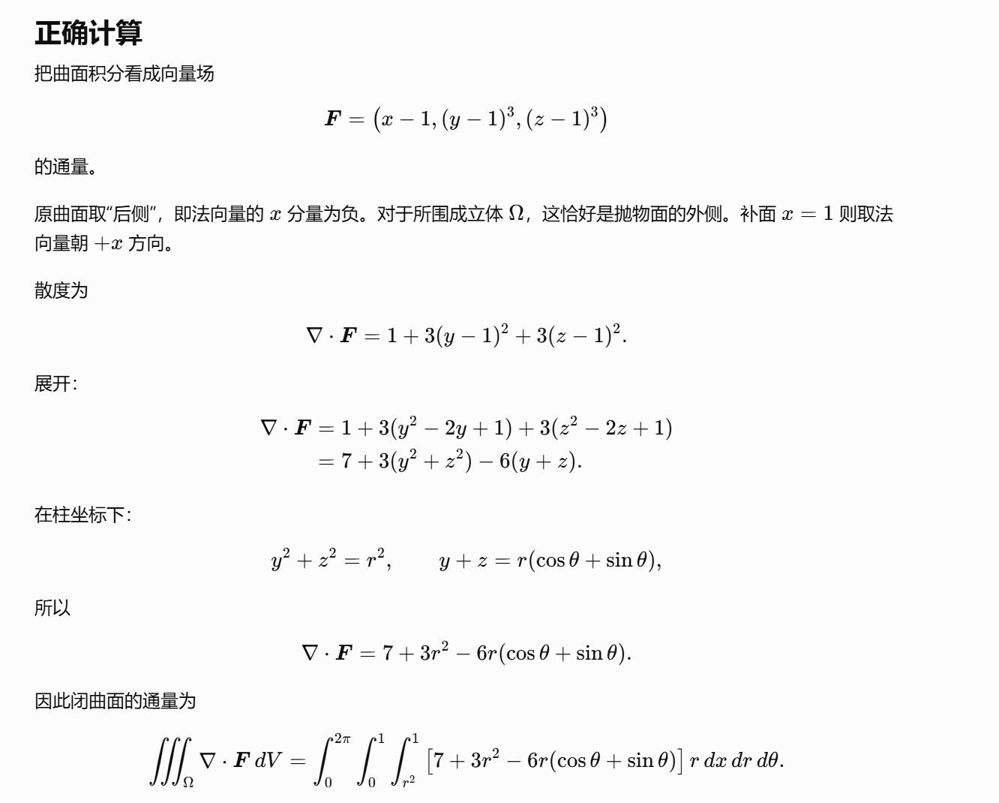 正确计算
把曲面积分看成向量场
$$\boldsymbol{F} = \left(x-1,(y-1)^3,(z-1)^3\right)$$
的通量。
原曲面取“后侧”，即法向量的 $x$ 分量为负。对于所围成立体 $\Omega$，这恰好是抛物面的外侧。补面 $x=1$ 则取法
向量朝 $+x$ 方向。
散度为
$$\nabla\cdot\boldsymbol{F} = 1+3(y-1)^2+3(z-1)^2.$$
展开：
$$\nabla\cdot\boldsymbol{F} = 1+3(y^2-2y+1)+3(z^2-2z+1)$$
$$= 7+3(y^2+z^2)-6(y+z).$$
在柱坐标下：
$$y^2+z^2=r^2,\qquad y+z=r(\cos\theta+\sin\theta),$$
所以
$$\nabla\cdot\boldsymbol{F} = 7+3r^2-6r(\cos\theta+\sin\theta).$$
因此闭曲面的通量为
$$\iiint_{\Omega}\nabla\cdot\boldsymbol{F}\,dV = \int_0^{2\pi}\int_0^1\int_{r^2}^1\left[7+3r^2-6r(\cos\theta+\sin\theta)\right]r\,dx\,dr\,d\theta.$$